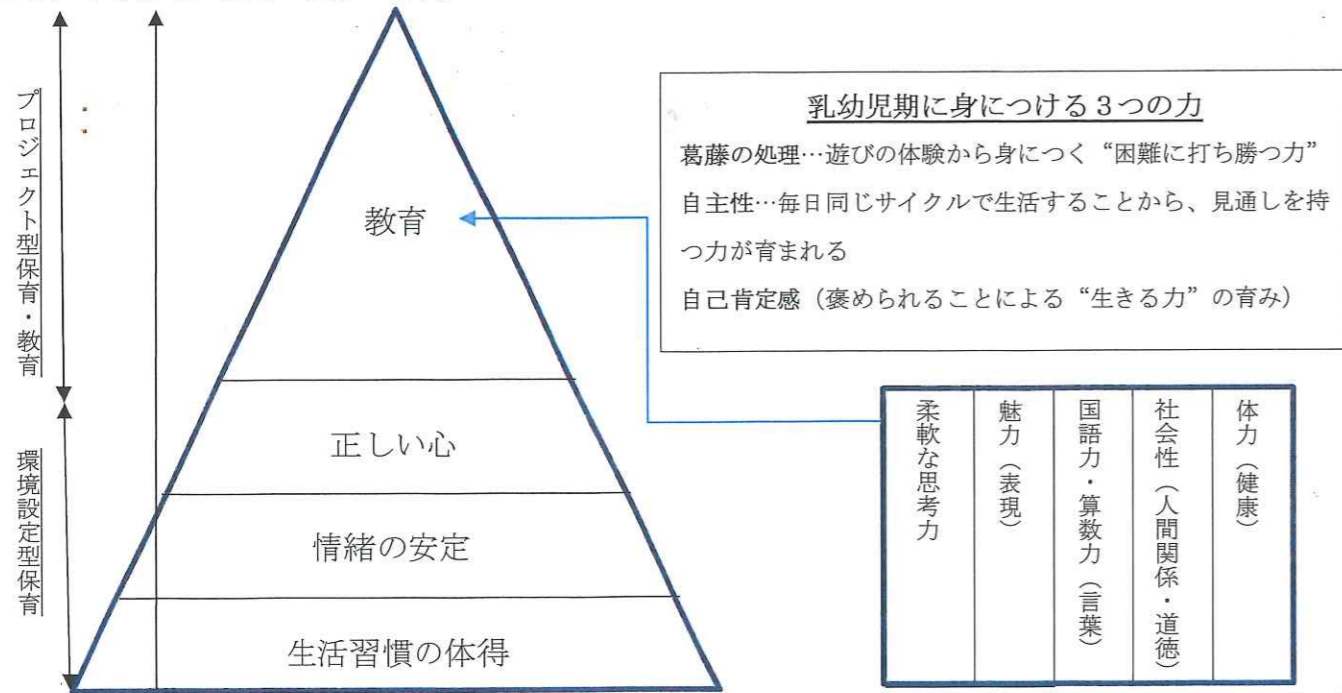 プロジェクト型保育・教育
環境設定型保育
教育
正しい心
情緒の安定
生活習慣の体得
乳幼児期に身につける３つの力
葛藤の処理…遊びの体験から身につく“困難に打ち勝つ力”
自主性…毎日同じサイクルで生活することから、見通しを持
つ力が育まれる
自己肯定感（褒められることによる“生きる力”の育み）
体力（健康）
社会性（人間関係・道徳）
国語力・算数力（言葉）
魅力（表現）
柔軟な思考力